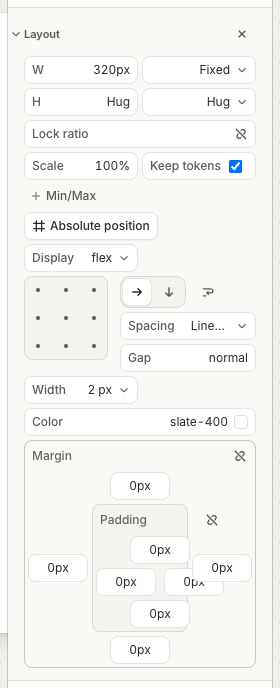 Layout
W 320px Fixed
H Hug Hug
Lock ratio
Scale 100% Keep tokens
Min/Max
Absolute position
Display flex
Spacing Line...
Gap normal
Width 2 px
Color slate-400
Margin
0px
Padding
0px
0px 0px 0px 0px
0px
0px